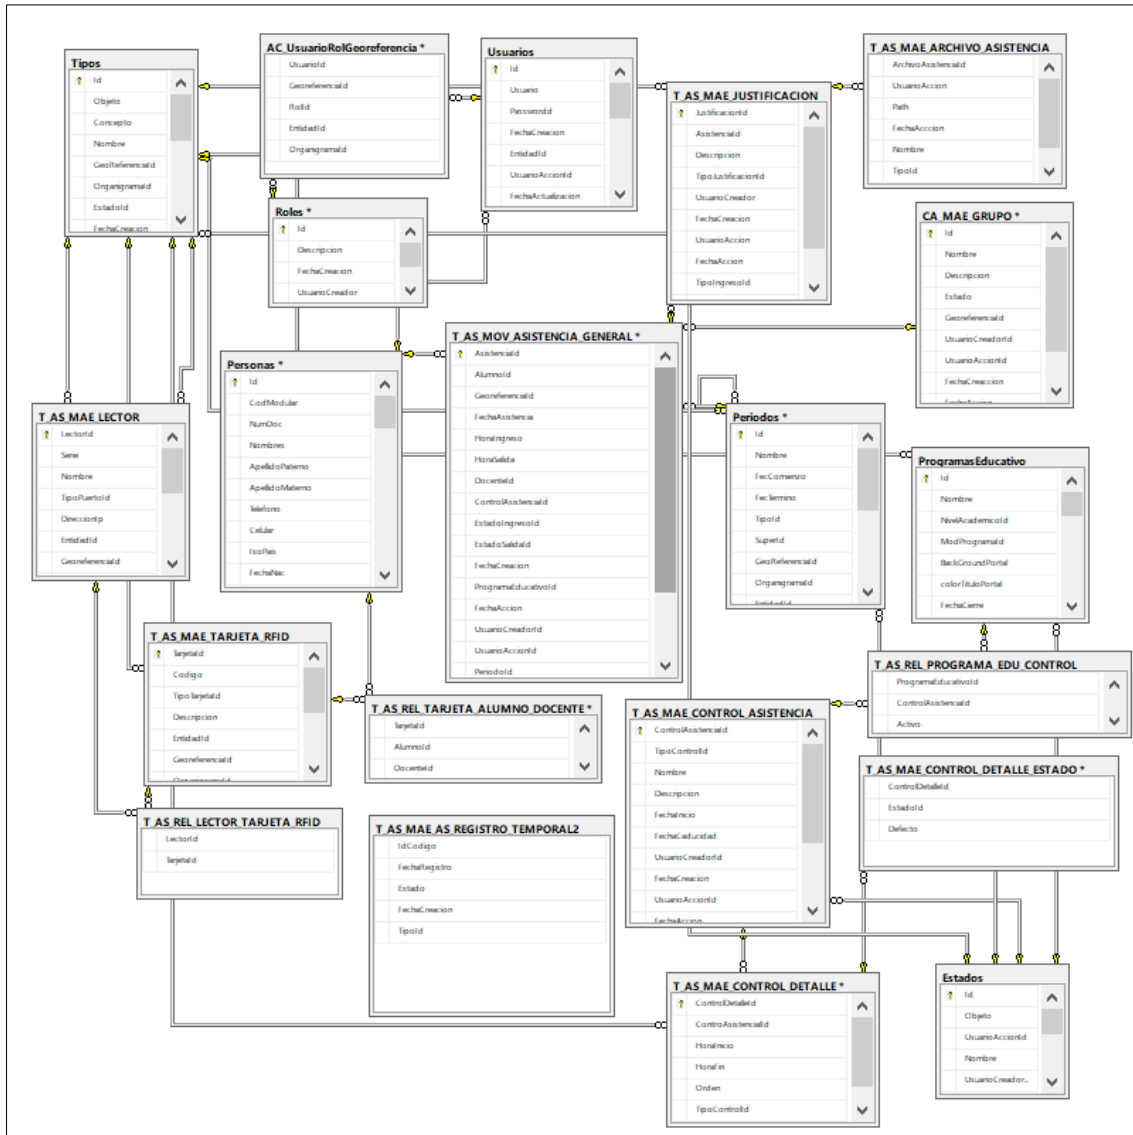 Tipos
Id
Objeto
Concepto
Nombre
GeoReferenciaId
OrganigramaId
EstadoId
FechaCreacion
AC_UsuarioRolGeoreferencia *
UsuarioId
GeoreferenciaId
RolId
EntidadId
OrganigramaId
Usuarios
Id
Usuario
PasswordId
FechaCreacion
EntidadId
UsuarioAccionId
FechaActualizacion
T_AS_MAE_JUSTIFICACION
JustificacionId
AsistenciaId
Descripcion
TipoJustificacionId
UsuarioCreador
FechaCreacion
UsuarioAccion
FechaAccion
TipoIngresoId
T_AS_MAE_ARCHIVO_ASISTENCIA
ArchivoAsistenciaId
UsuarioAccion
Path
FechaAcccion
Nombre
TipoId
Roles *
Id
Descripcion
FechaCreacion
UsuarioCreador
CA_MAE_GRUPO *
Id
Nombre
Descripcion
Estado
GeoreferenciaId
UsuarioCreadorId
UsuarioAccionId
FechaCreaccion
FechaAccion
Personas *
Id
CodModular
NumDoc
Nombres
ApellidoPaterno
ApellidoMaterno
Telefono
Celular
IsoPais
FechaNac
T_AS_MOV_ASISTENCIA_GENERAL *
AsistenciaId
AlumnoId
GeoreferenciaId
FechaAsistencia
HoraIngreso
HoraSalida
DocenteId
ControlAsistenciaId
EstadoIngresoId
EstadoSalidaId
FechaCreacion
ProgramaEducativoId
FechaAccion
UsuarioCreadorId
UsuarioAccionId
PeriodoId
T_AS_MAE_LECTOR
LectorId
Serie
Nombre
TipoPuertoId
DireccionIp
EntidadId
GeoreferenciaId
Periodos *
Id
Nombre
FecComienzo
FecTermino
TipoId
SuperId
GeoReferenciaId
OrganigramaId
EntidadId
ProgramasEducativo
Id
Nombre
NivelAcademicoId
ModProgramaId
BackGroundPortal
colorTituloPortal
FechaCierre
T_AS_MAE_TARJETA_RFID
TarjetaId
Codigo
TipoTarjetaId
Descripcion
EntidadId
GeoreferenciaId
OrganigramaId
T_AS_REL_TARJETA_ALUMNO_DOCENTE *
TarjetaId
AlumnoId
DocenteId
T_AS_REL_PROGRAMA_EDU_CONTROL
ProgramaEducativoId
ControlAsistenciaId
Activo
T_AS_MAE_CONTROL_ASISTENCIA
ControlAsistenciaId
TipoControlId
Nombre
Descripcion
FechaInicio
FechaCaducidad
UsuarioCreadorId
FechaCreacion
UsuarioAccionId
FechaAccion
T_AS_MAE_CONTROL_DETALLE_ESTADO *
ControlDetalleId
EstadoId
Defecto
T_AS_REL_LECTOR_TARJETA_RFID
LectorId
TarjetaId
T_AS_MAE_AS_REGISTRO_TEMPORAL2
IdCodigo
FechaRegistro
Estado
FechaCreacion
TipoId
T_AS_MAE_CONTROL_DETALLE *
ControlDetalleId
ControAsistenciaId
HoraInicio
HoraFin
Orden
TipoControlId
Estados
Id
Objeto
UsuarioAccionId
Nombre
UsuarioCreador...